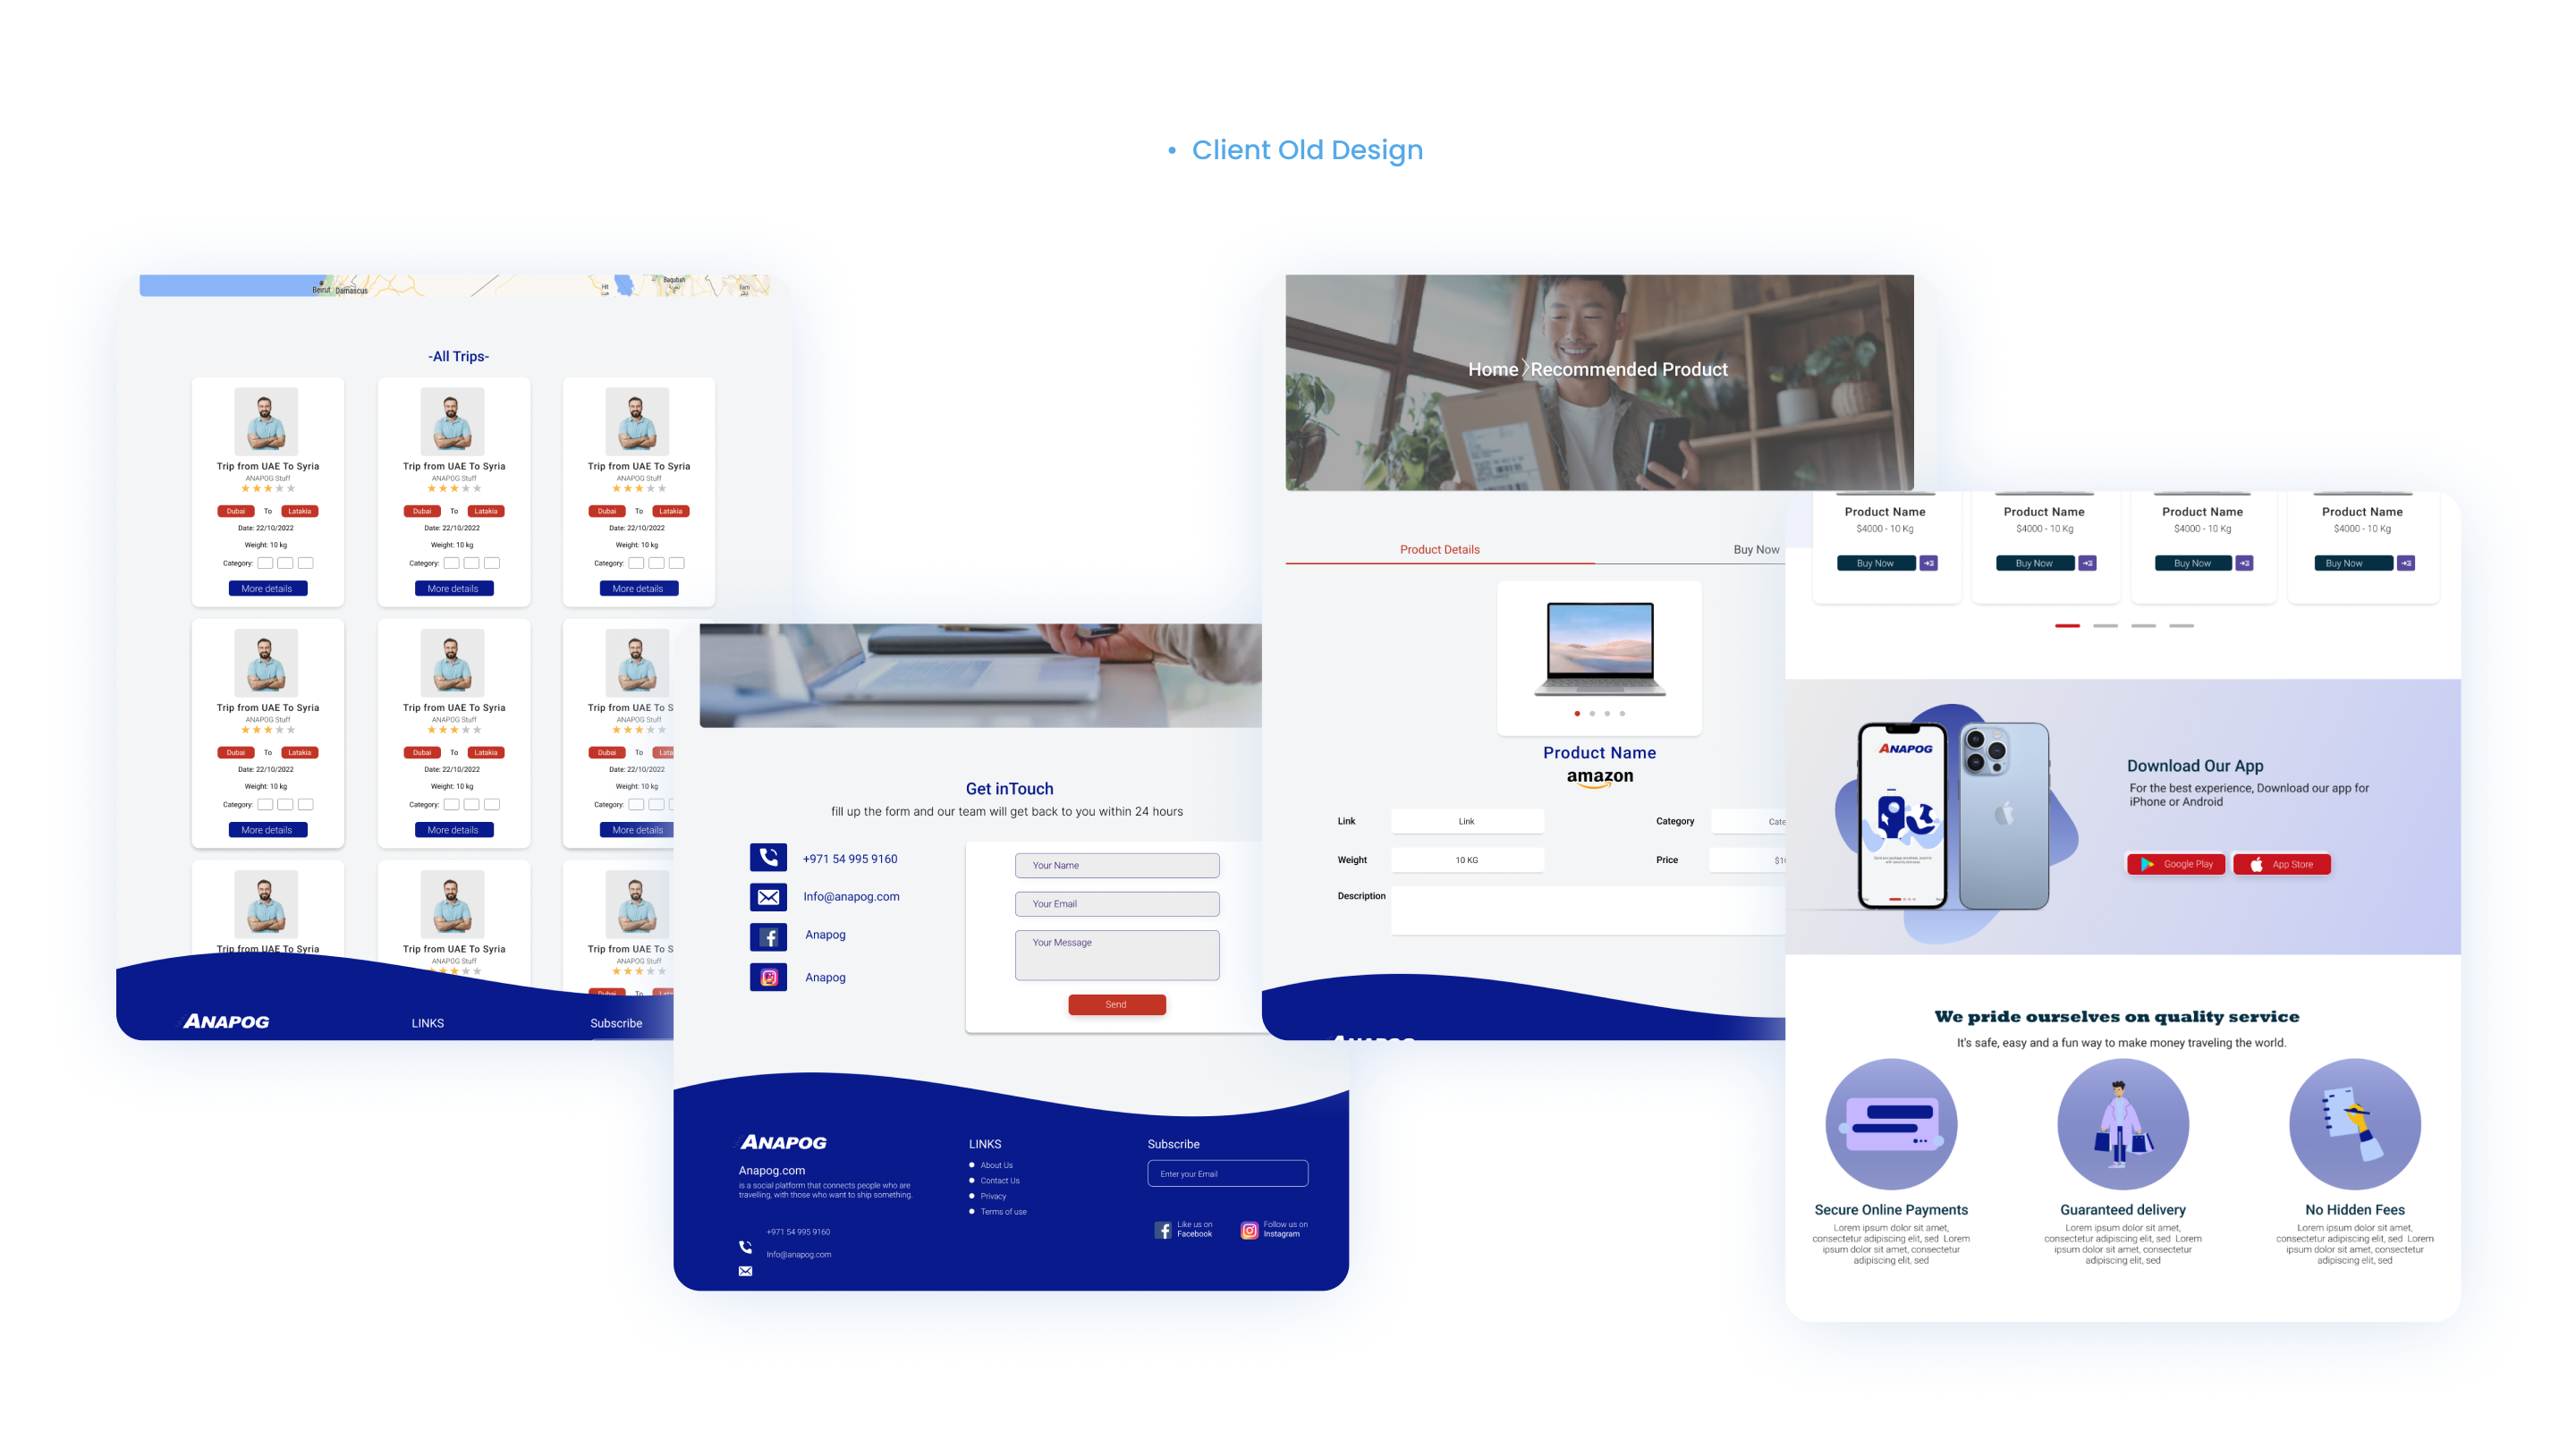 • Client Old Design
Beirut Damascus
Hit
Baqubah
-All Trips-
Trip from UAE To Syria
ANAPOG Stuff
Dubai To Latakia
Date: 22/10/2022
Weight: 10 kg
Category:
More details
Trip from UAE To Syria
ANAPOG Stuff
Dubai To Latakia
Date: 22/10/2022
Weight: 10 kg
Category:
More details
Trip from UAE To Syria
ANAPOG Stuff
Dubai To Latakia
Date: 22/10/2022
Weight: 10 kg
Category:
More details
Trip from UAE To Syria
ANAPOG Stuff
Dubai To Latakia
Date: 22/10/2022
Weight: 10 kg
Category:
More details
Trip from UAE To Syria
ANAPOG Stuff
Dubai To Latakia
Date: 22/10/2022
Weight: 10 kg
Category:
More details
Trip from UAE To S
ANAPOG Stuff
Dubai To Lata
Date: 22/10/2022
Weight: 10 kg
Category:
More details
Trip from UAE To Syria
Trip from UAE To Syria
ANAPOG Stuff
Trip from UAE To S
ANAPOG Stuff
Dubai To
ANAPOG
LINKS
Subscribe
Get inTouch
fill up the form and our team will get back to you within 24 hours
+971 54 995 9160
Info@anapog.com
Anapog
Anapog
Your Name
Your Email
Your Message
Send
ANAPOG
Anapog.com
is a social platform that connects people who are
travelling, with those who want to ship something.
+971 54 995 9160
Info@anapog.com
LINKS
About Us
Contact Us
Privacy
Terms of use
Subscribe
Enter your Email
Like us on
Facebook
Follow us on
Instagram
Home〉Recommended Product
Product Details
Buy Now
Product Name
amazon
Link Link
Category Cate
Weight 10 KG
Price $1
Description
ANAPOG
Product Name
$4000 - 10 Kg
Buy Now
Product Name
$4000 - 10 Kg
Buy Now
Product Name
$4000 - 10 Kg
Buy Now
Product Name
$4000 - 10 Kg
Buy Now
ANAPOG
Download Our App
For the best experience, Download our app for
iPhone or Android
Google Play
App Store
We pride ourselves on quality service
It's safe, easy and a fun way to make money traveling the world.
Secure Online Payments
Lorem ipsum dolor sit amet,
consectetur adipiscing elit, sed Lorem
ipsum dolor sit amet, consectetur
adipiscing elit, sed
Guaranteed delivery
Lorem ipsum dolor sit amet,
consectetur adipiscing elit, sed Lorem
ipsum dolor sit amet, consectetur
adipiscing elit, sed
No Hidden Fees
Lorem ipsum dolor sit amet,
consectetur adipiscing elit, sed Lorem
ipsum dolor sit amet, consectetur
adipiscing elit, sed